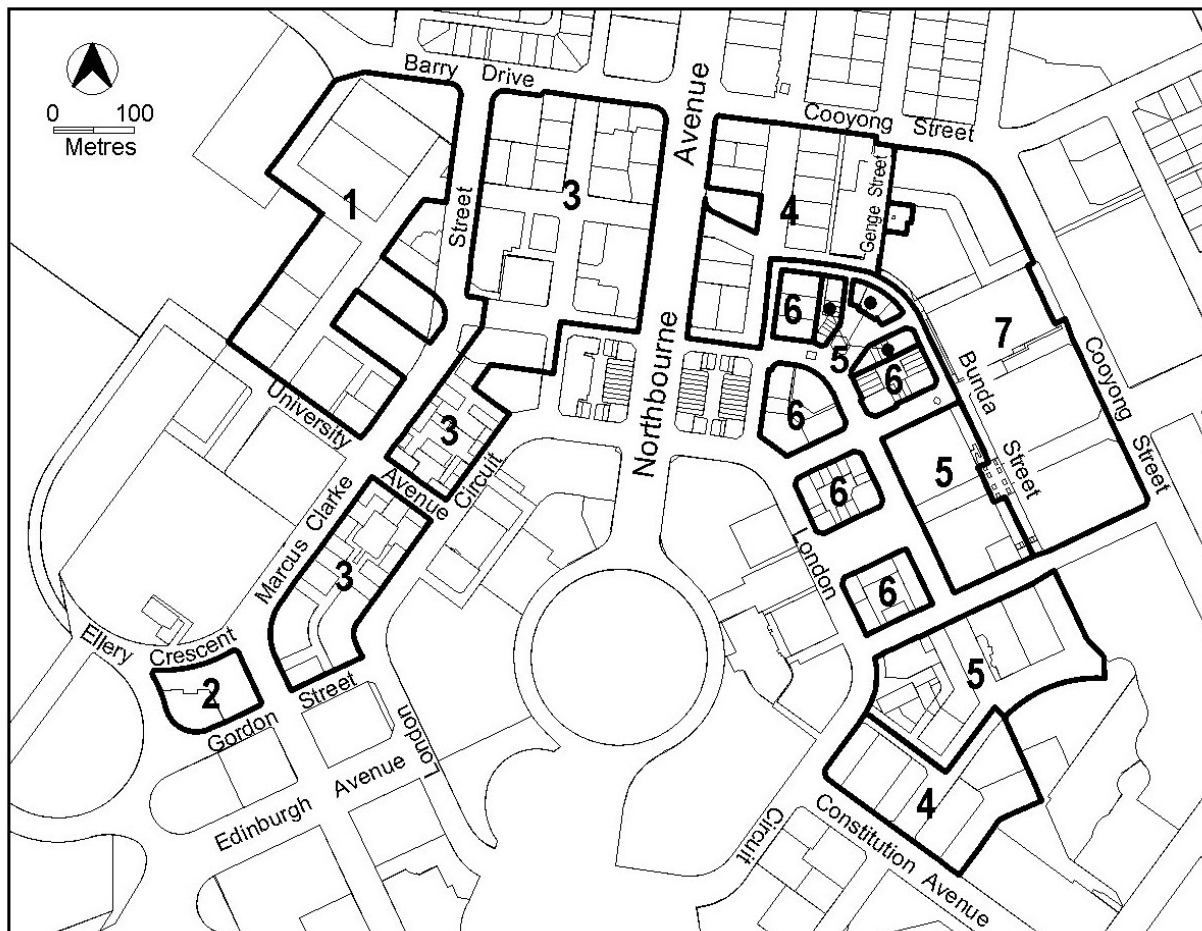 Barry Drive
0 100
Metres
Avenue
Cooyong Street
Genge Street
Street
1
3
4
7
6
5
6
6
Bunda
Street
Cooyong
Street
Northbourne
University
Avenue
3
Circuit
5
6
London
Marcus Clarke
3
6
Ellery Crescent
2
Gordon Street
London
5
Edinburgh Avenue
4
Circuit
Constitution Avenue